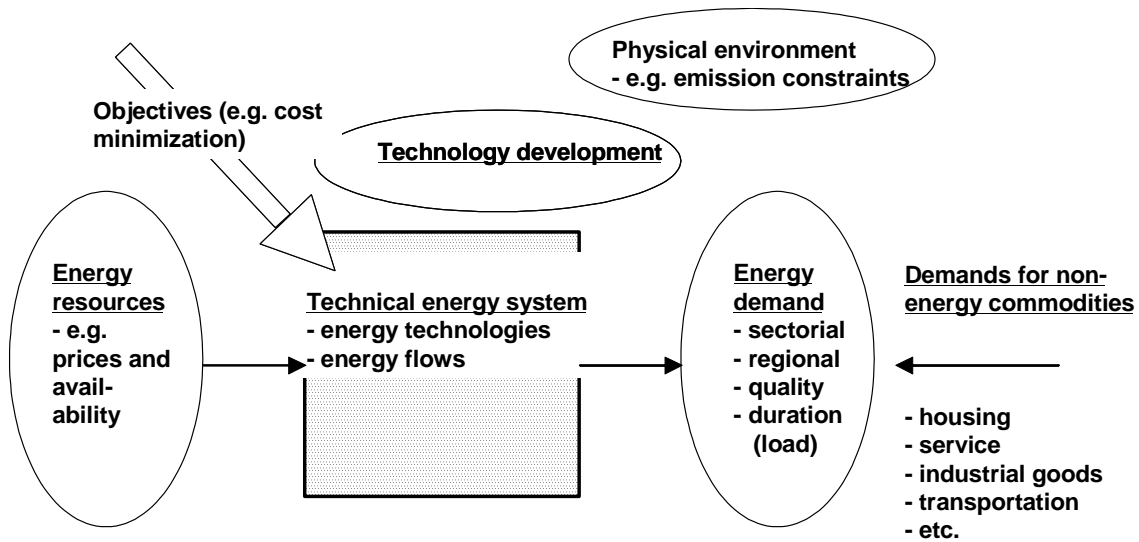 Physical environment
- e.g. emission constraints
Objectives (e.g. cost
minimization)
Technology development
Energy
resources
- e.g.
prices and
avail-
ability
Technical energy system
- energy technologies
- energy flows
Energy
demand
- sectorial
- regional
- quality
- duration
(load)
Demands for non-
energy commodities
- housing
- service
- industrial goods
- transportation
- etc.